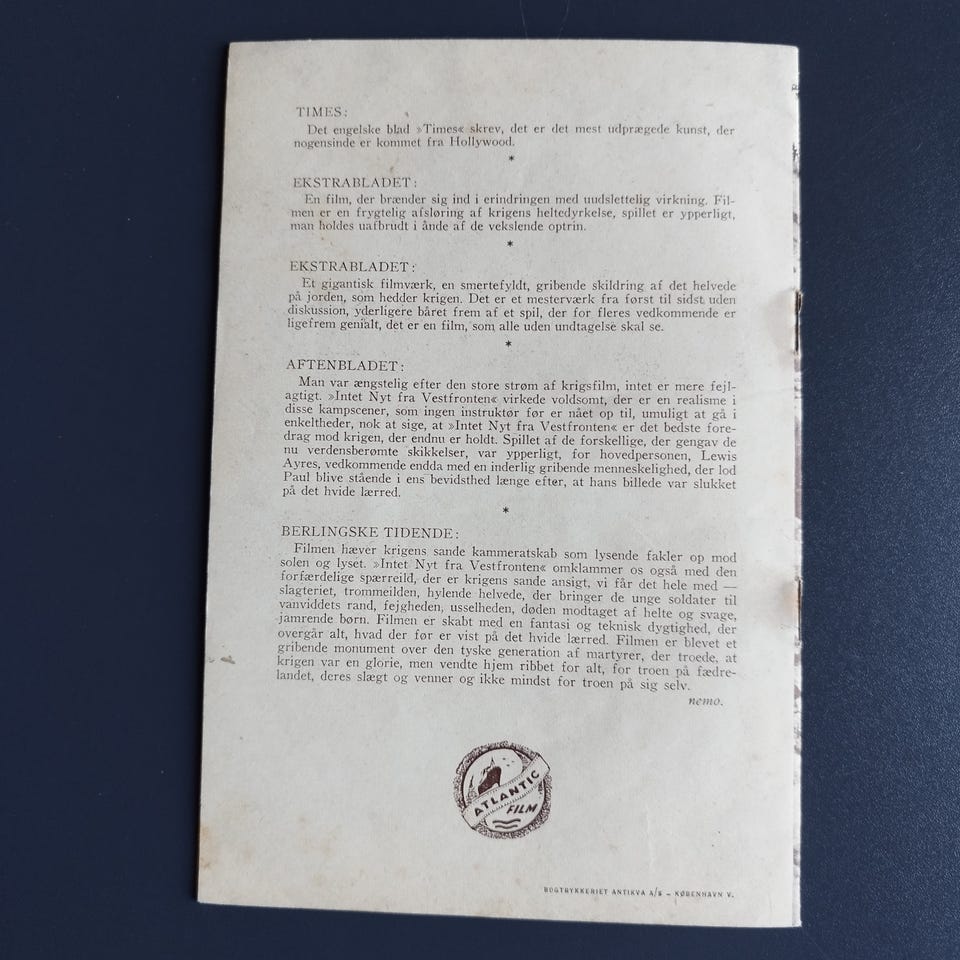 TIMES:
Det engelske blad »Times« skrev, det er det mest udprægede kunst, der
nogensinde er kommet fra Hollywood.
*
EKSTRABLADET:
En film, der brænder sig ind i erindringen med uudslettelig virkning. Fil-
men er en frygtelig afsløring af krigens heltedyrkelse, spillet er ypperligt,
man holdes uafbrudt i ånde af de vekslende optrin.
*
EKSTRABLADET:
Et gigantisk filmværk, en smertefyldt, gribende skildring af det helvede
på jorden, som hedder krigen. Det er et mesterværk fra først til sidst uden
diskussion, yderligere båret frem af et spil, der for fleres vedkommende er
ligefrem genialt, det er en film, som alle uden undtagelse skal se.
*
AFTENBLADET:
Man var ængstelig efter den store strøm af krigsfilm, intet er mere fejl-
agtigt. »Intet Nyt fra Vestfronten« virkede voldsomt, der er en realisme i
disse kampscener, som ingen instruktør før er nået op til, umuligt at gå i
enkeltheder, nok at sige, at »Intet Nyt fra Vestfronten« er det bedste fore-
drag mod krigen, der endnu er holdt. Spillet af de forskellige, der gengav de
nu verdensberømte skikkelser, var ypperligt, for hovedpersonen, Lewis
Ayres, vedkommende endda med en inderlig gribende menneskelighed, der lod
Paul blive stående i ens bevidsthed længe efter, at hans billede var slukket
på det hvide lærred.
*
BERLINGSKE TIDENDE:
Filmen hæver krigens sande kammeratskab som lysende fakler op mod
solen og lyset. »Intet Nyt fra Vestfronten« omklammer os også med den
forfærdelige spærreild, der er krigens sande ansigt, vi får det hele med —
slagteriet, trommeilden, hylende helvede, der bringer de unge soldater til
vanviddets rand, fejgheden, usselheden, døden modtaget af helte og svage,
jamrende børn. Filmen er skabt med en fantasi og teknisk dygtighed, der
overgår alt, hvad der før er vist på det hvide lærred. Filmen er blevet et
gribende monument over den tyske generation af martyrer, der troede, at
krigen var en glorie, men vendte hjem ribbet for alt, for troen på fædre-
landet, deres slægt og venner og ikke mindst for troen på sig selv.
nemo.
ATLANTIC
FILM
BOGTRYKKERIET ANTIKVA A/S – KØBENHAVN V.